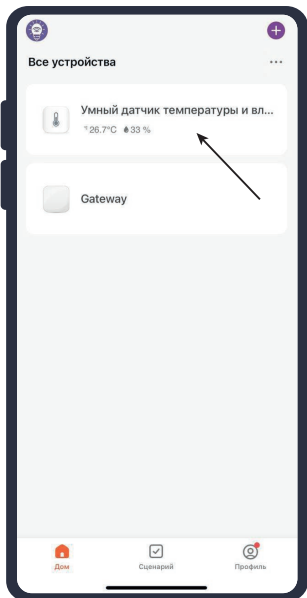 Все устройства
Умный датчик температуры и вл...
26.7°C 33 %
Gateway
Дом
Сценарий
Профиль